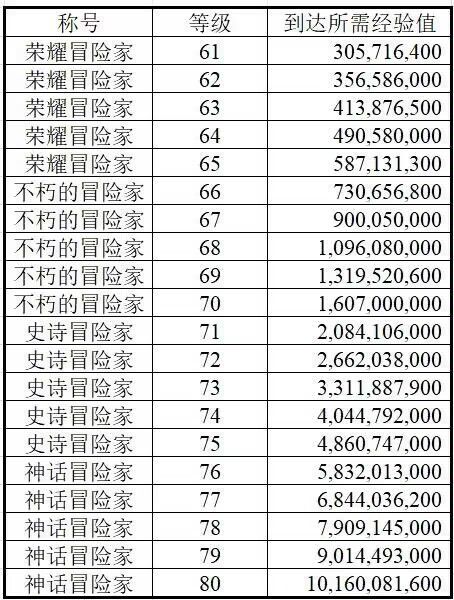 称号 等级 到达所需经验值
荣耀冒险家 61 305,716,400
荣耀冒险家 62 356,586,000
荣耀冒险家 63 413,876,500
荣耀冒险家 64 490,580,000
荣耀冒险家 65 587,131,300
不朽的冒险家 66 730,656,800
不朽的冒险家 67 900,050,000
不朽的冒险家 68 1,096,080,000
不朽的冒险家 69 1,319,520,600
不朽的冒险家 70 1,607,000,000
史诗冒险家 71 2,084,106,000
史诗冒险家 72 2,662,038,000
史诗冒险家 73 3,311,887,900
史诗冒险家 74 4,044,792,000
史诗冒险家 75 4,860,747,000
神话冒险家 76 5,832,013,000
神话冒险家 77 6,844,036,200
神话冒险家 78 7,909,145,000
神话冒险家 79 9,014,493,000
神话冒险家 80 10,160,081,600